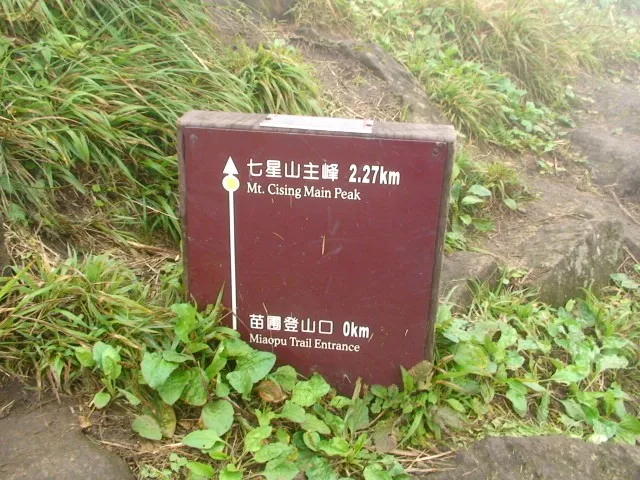 七星山主峰 2.27km
Mt. Cising Main Peak
苗圃登山口 0km
Miaopu Trail Entrance